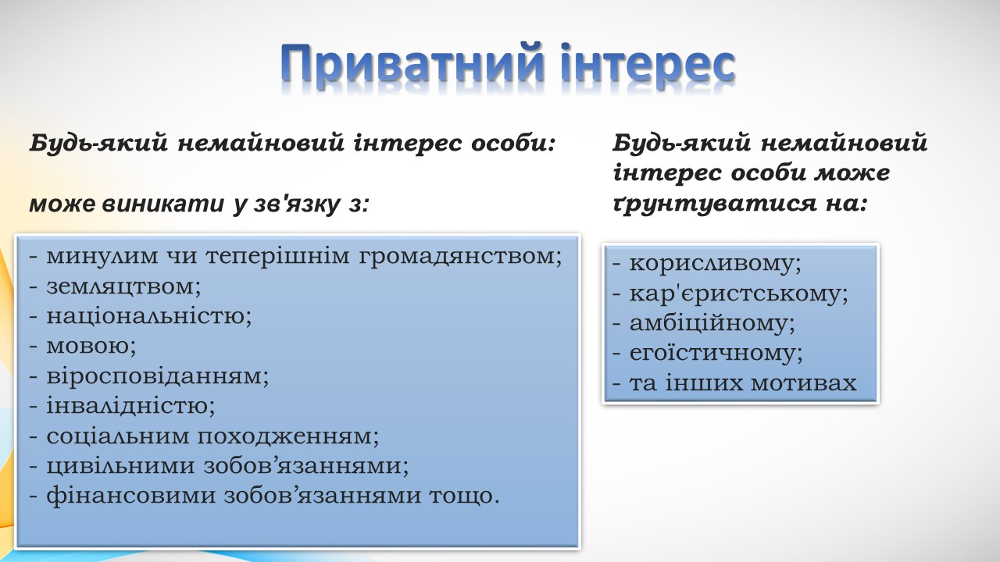 Приватний інтерес
Будь-який немайновий інтерес особи:
може виникати у зв'язку з:
- минулим чи теперішнім громадянством;
- земляцтвом;
- національністю;
- мовою;
- віросповіданням;
- інвалідністю;
- соціальним походженням;
- цивільними зобов’язаннями;
- фінансовими зобов’язаннями тощо.
Будь-який немайновий
інтерес особи може
ґрунтуватися на:
- корисливому;
- кар'єристському;
- амбіційному;
- егоїстичному;
- та інших мотивах